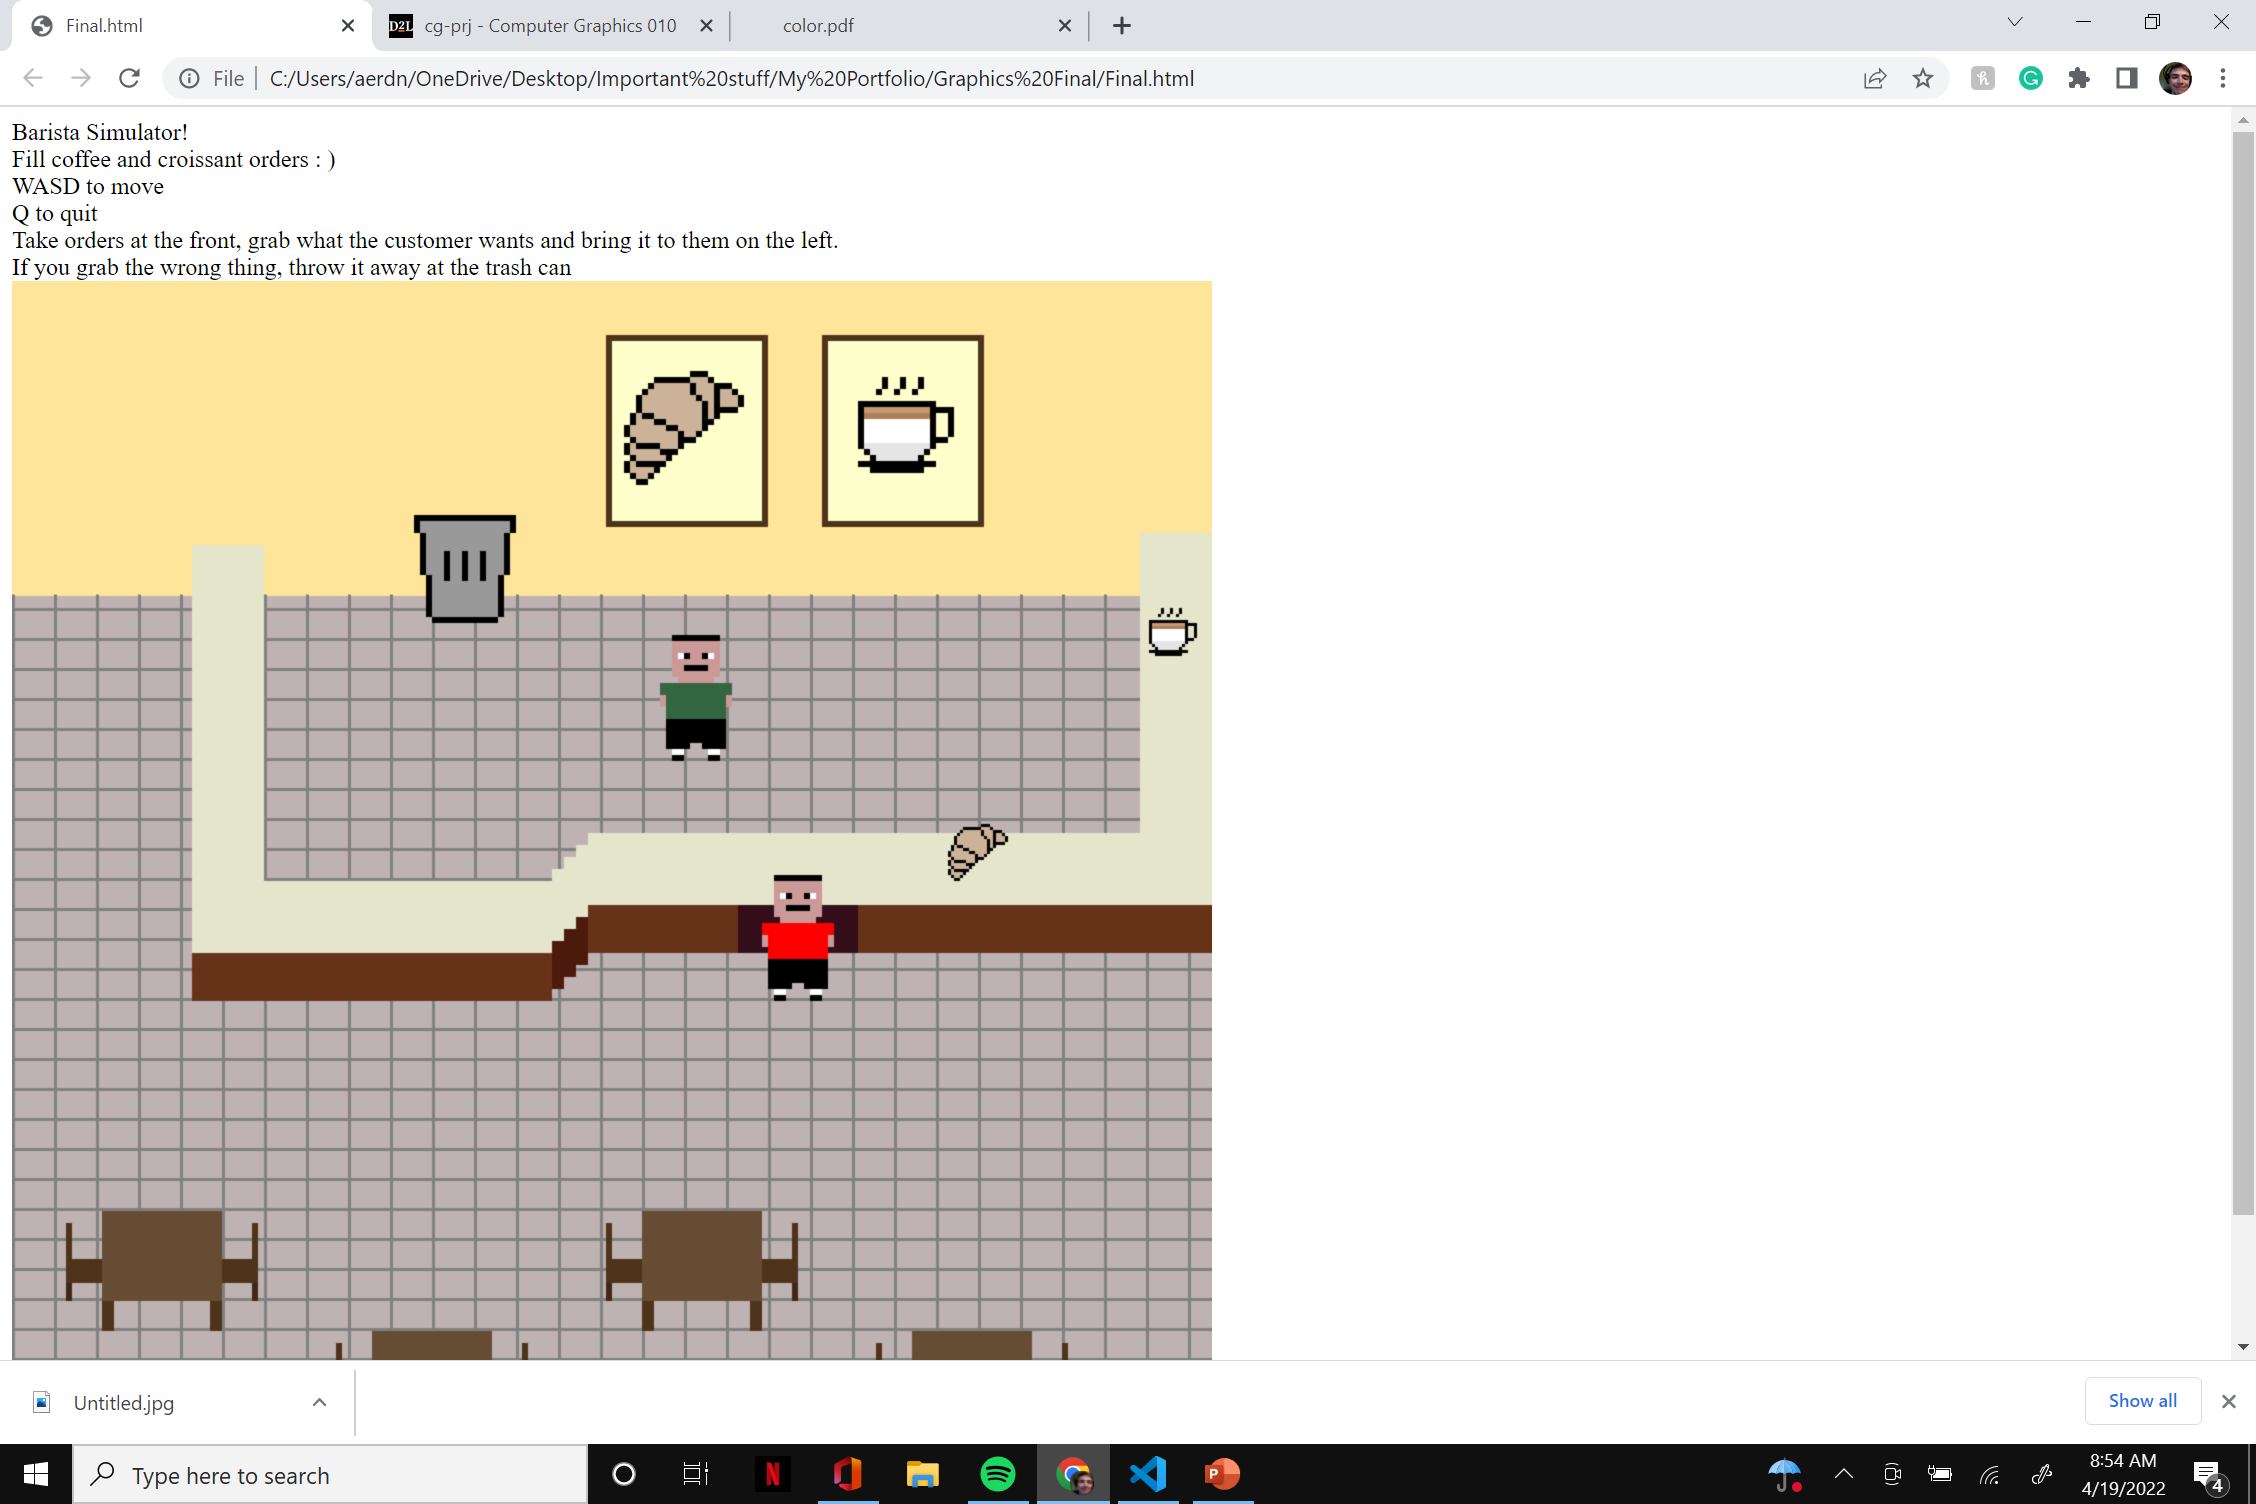 Final.html
D2L cg-prj - Computer Graphics 010
color.pdf
File C:/Users/aerdn/OneDrive/Desktop/Important%20stuff/My%20Portfolio/Graphics%20Final/Final.html
Barista Simulator!
Fill coffee and croissant orders : )
WASD to move
Q to quit
Take orders at the front, grab what the customer wants and bring it to them on the left.
If you grab the wrong thing, throw it away at the trash can
Untitled.jpg
Show all
Type here to search
8:54 AM
4/19/2022
4